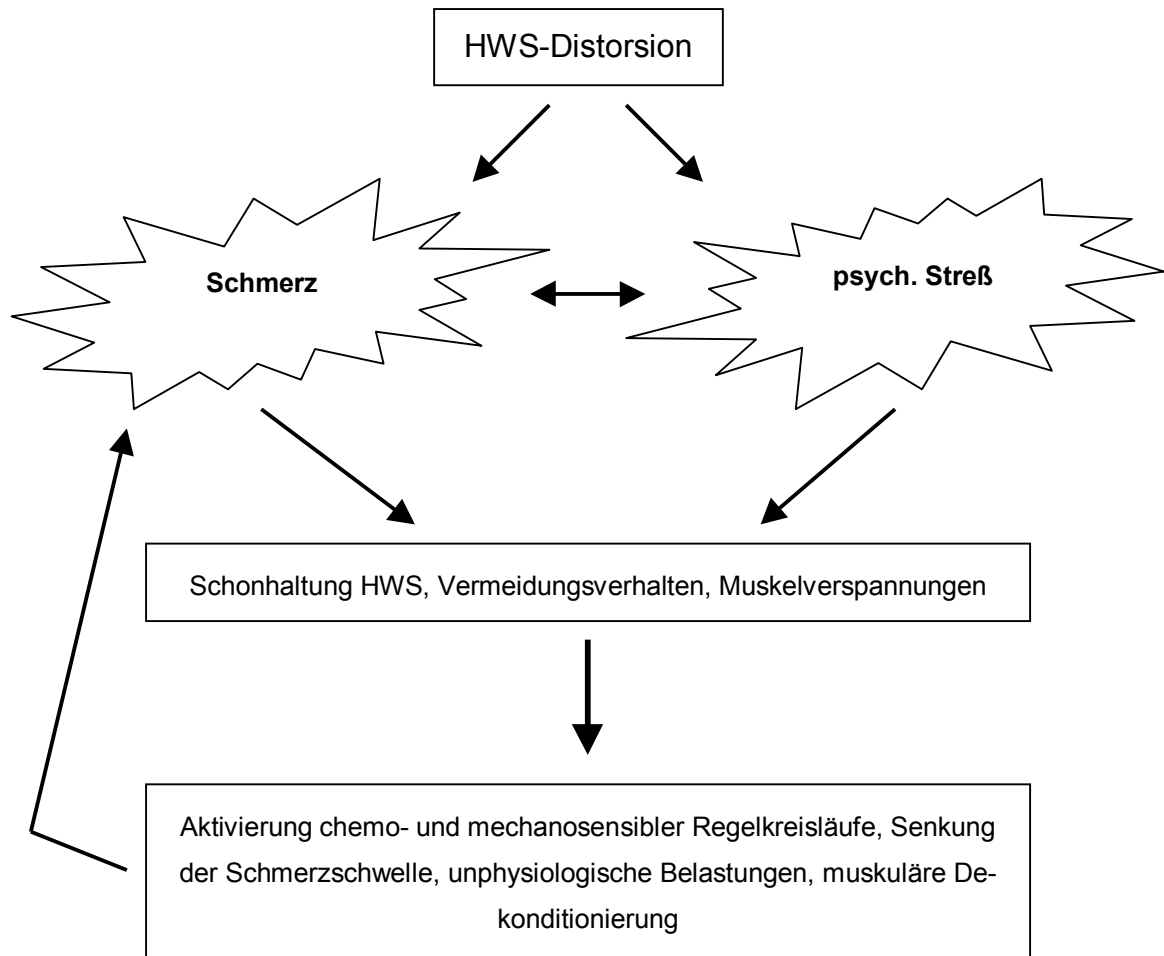 HWS-Distorsion
Schmerz
psych. Streß
Schonhaltung HWS, Vermeidungsverhalten, Muskelverspannungen
Aktivierung chemo- und mechanosensibler Regelkreisläufe, Senkung
der Schmerzschwelle, unphysiologische Belastungen, muskuläre De-
konditionierung